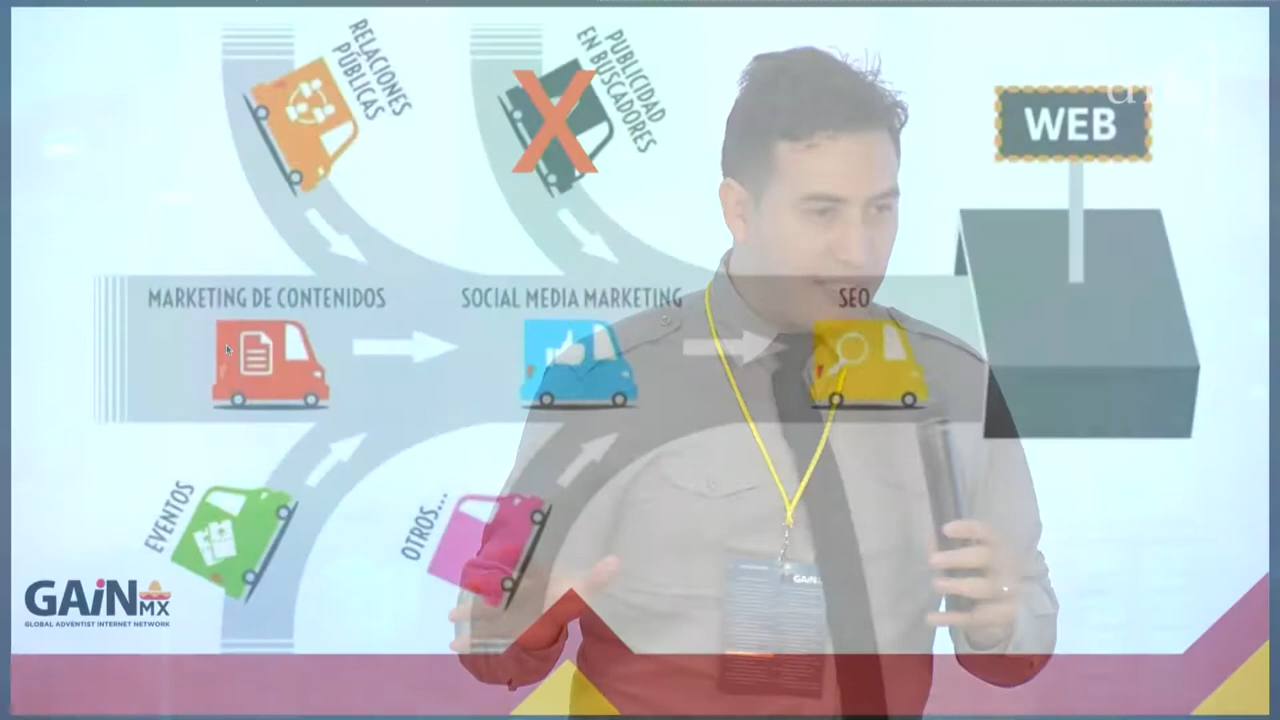 RELACIONES
PÚBLICAS
PUBLICIDAD
EN BUSCADORES
X
WEB
MARKETING DE CONTENIDOS
SOCIAL MEDIA MARKETING
SEO
EVENTOS
OTROS...
GAiN MX
GLOBAL ADVENTIST INTERNET NETWORK
GAiN